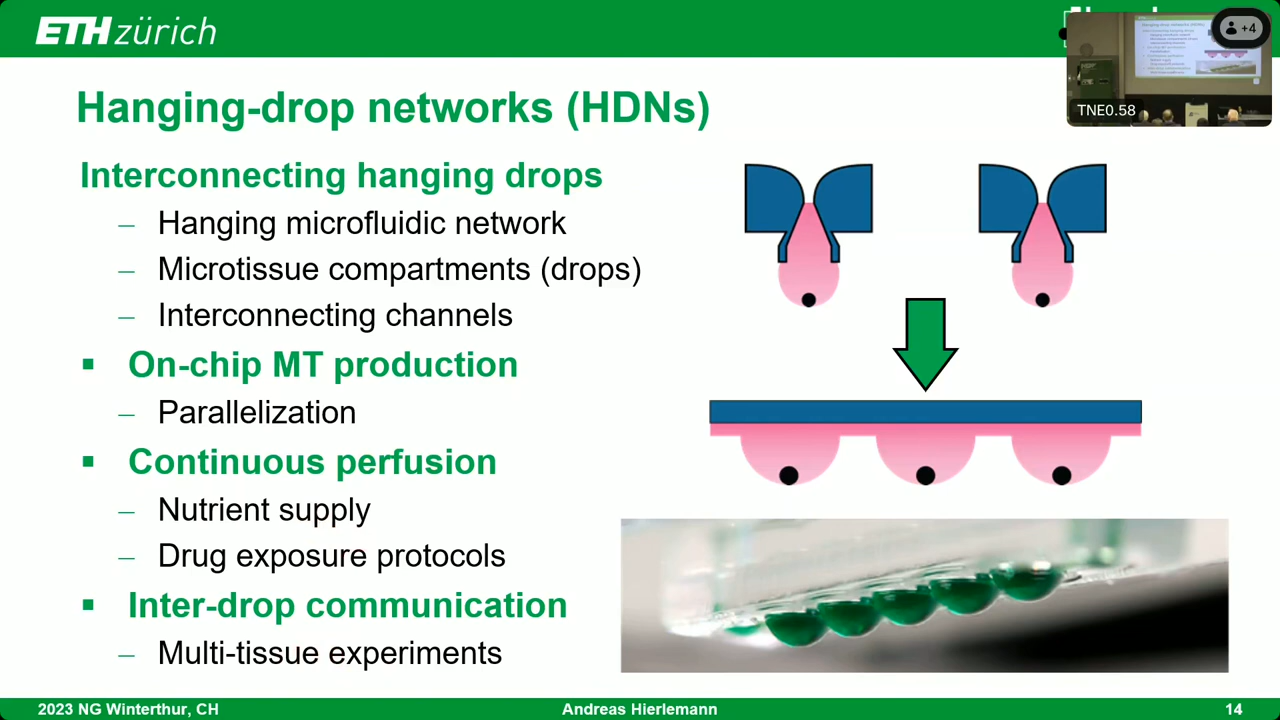 ETH zürich
+4
TNE0.58
Hanging-drop networks (HDNs)
Interconnecting hanging drops
– Hanging microfluidic network
– Microtissue compartments (drops)
– Interconnecting channels
▪ On-chip MT production
– Parallelization
▪ Continuous perfusion
– Nutrient supply
– Drug exposure protocols
▪ Inter-drop communication
– Multi-tissue experiments
2023 NG Winterthur, CH
Andreas Hierlemann
14